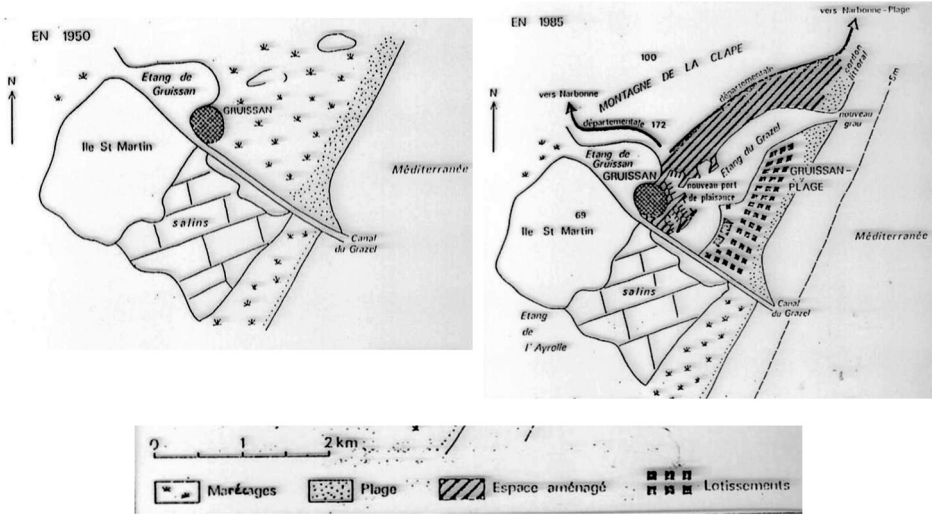 EN 1950
N
Etang de
Gruissan
GRUISSAN
Ile St Martin
salins
Méditerranée
Canal
du Grazel
EN 1985
vers Narbonne-Plage
N
100
MONTAGNE DE LA CLAPE
vers Narbonne
départementale
cordon
littoral
départementale 172
nouveau
grau
Etang de
Gruissan
Etang du Grazel
GRUISSAN
GRUISSAN-
PLAGE
nouveau port
de plaisance
69
Ile St Martin
Méditerranée
salins
Canal
du Grazel
Etang
de
l'Ayrolle
0 1 2 km
Marécages Plage Espace aménagé Lotissements